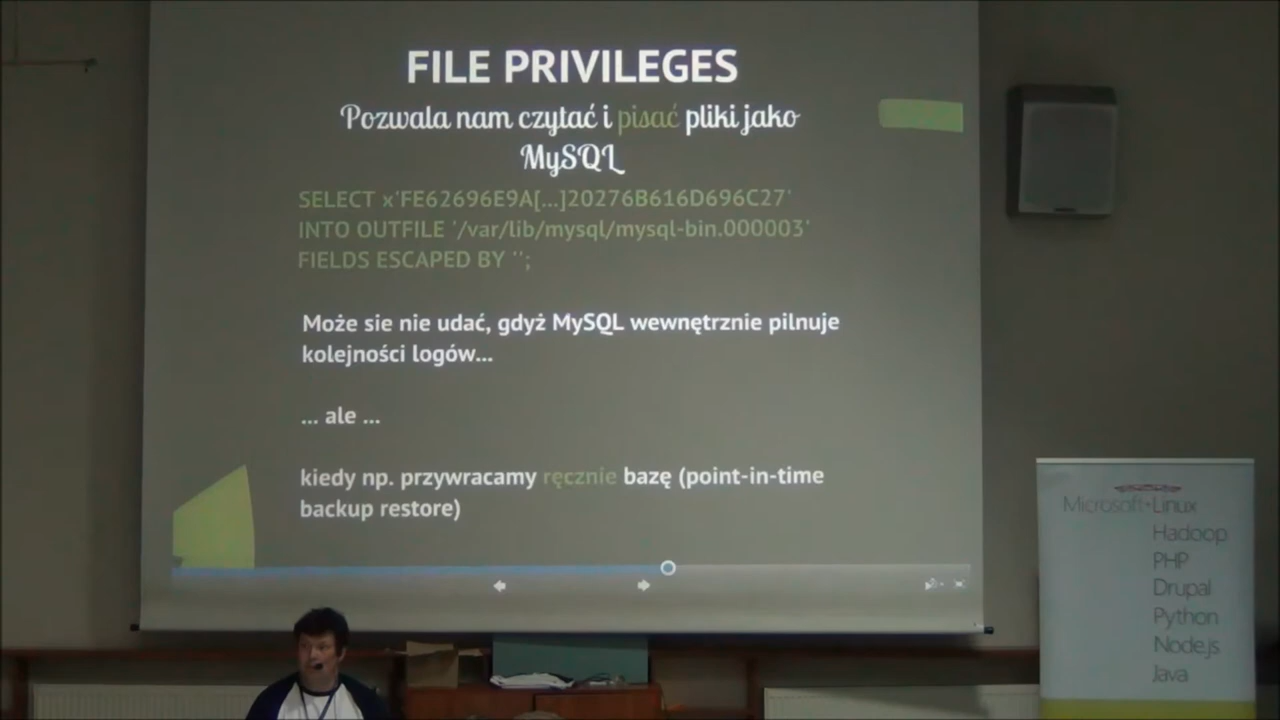 FILE PRIVILEGES
Pozwala nam czytać i pisać pliki jako
MySQL
SELECT x'FE62696E9A[...]20276B616D696C27'
INTO OUTFILE '/var/lib/mysql/mysql-bin.000003'
FIELDS ESCAPED BY '';
Może sie nie udać, gdyż MySQL wewnętrznie pilnuje
kolejności logów...
... ale ...
kiedy np. przywracamy ręcznie bazę (point-in-time
backup restore)
Microsoft+Linux
Hadoop
PHP
Drupal
Python
Node.js
Java